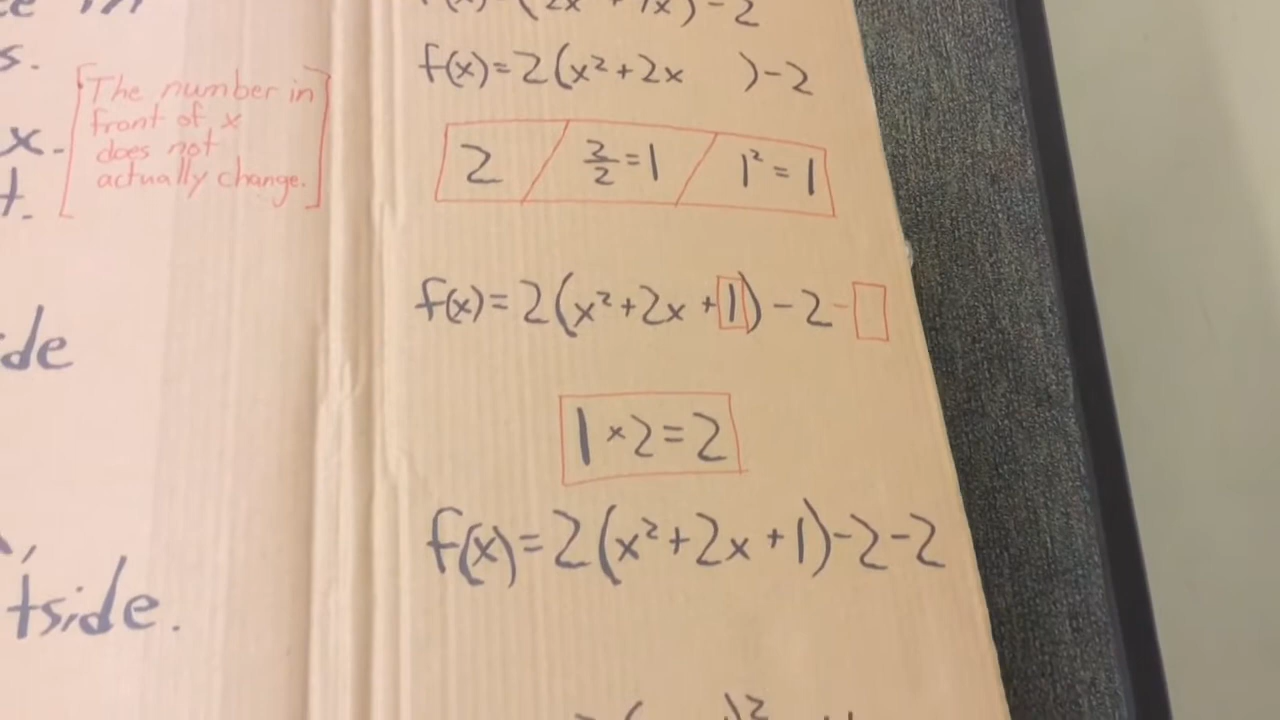 s.
[The number in
front of x
does not
actually change.]
x.
t.
de
tside.
f(x)=2(x²+2x )-2
2 / 2/2=1 / 1²=1
f(x)=2(x²+2x+1)-2-
1×2=2
f(x)=2(x²+2x+1)-2-2